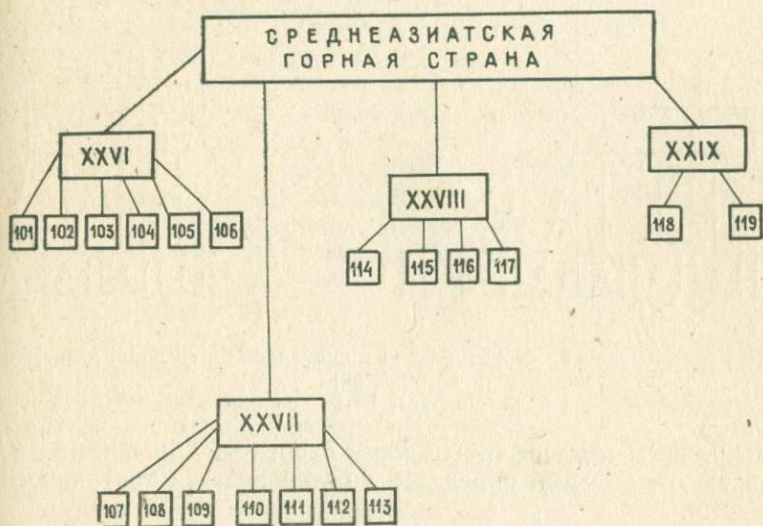 СРЕДНЕАЗИАТСКАЯ
ГОРНАЯ СТРАНА
XXVI
XXIX
XXVIII
101 102 103 104 105 106
118 119
114 115 116 117
XXVII
107 108 109 110 111 112 113